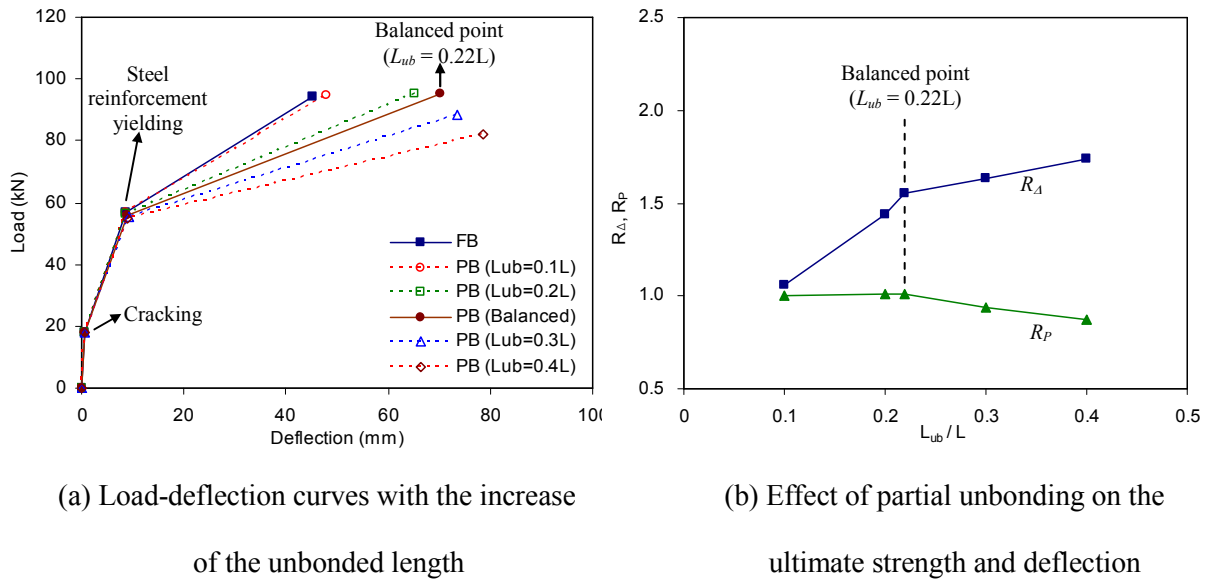 Balanced point
(Lub = 0.22L)
Steel
reinforcement
yielding
Cracking
120
100
80
60
40
20
0
Load (kN)
0 20 40 60 80 100
Deflection (mm)
FB
PB (Lub=0.1L)
PB (Lub=0.2L)
PB (Balanced)
PB (Lub=0.3L)
PB (Lub=0.4L)
(a) Load-deflection curves with the increase
of the unbonded length
2.5
2.0
1.5
1.0
0.5
RΔ, RP
Balanced point
(Lub = 0.22L)
RΔ
RP
0 0.1 0.2 0.3 0.4 0.5
Lub / L
(b) Effect of partial unbonding on the
ultimate strength and deflection